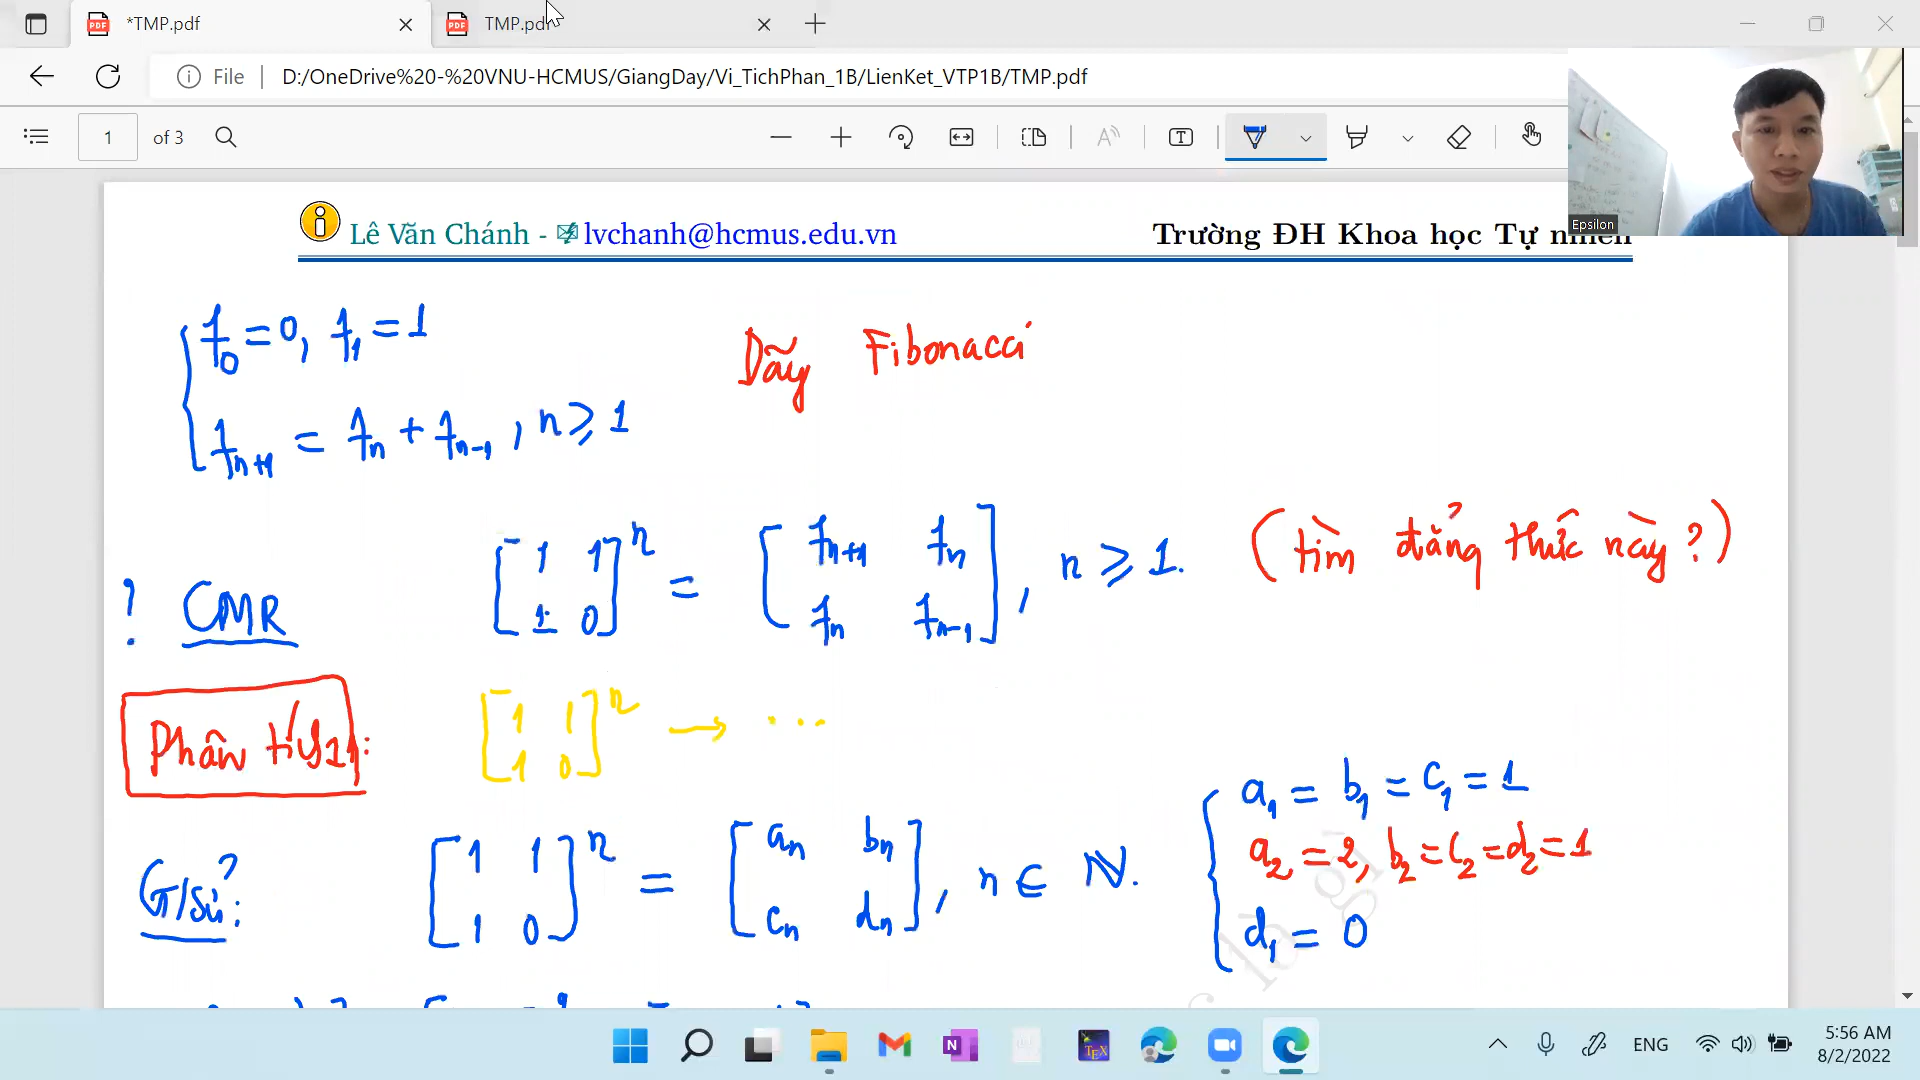 *TMP.pdf
TMP.pdf
File
D:/OneDrive%20-%20VNU-HCMUS/GiangDay/Vi_TichPhan_1B/LienKet_VTP1B/TMP.pdf
1 of 3
Epsilon
Lê Văn Chánh - lvchanh@hcmus.edu.vn
Trường ĐH Khoa học Tự nhiên
f₀ = 0, f₁ = 1
Dãy Fibonacci
fₙ₊₁ = fₙ + fₙ₋₁, n ≥ 1
? CMR [1 1; 1 0]ⁿ = [fₙ₊₁ fₙ; fₙ fₙ₋₁], n ≥ 1. (tìm đẳng thức này?)
Phân tích: [1 1; 1 0]ⁿ → ...
G/sử: [1 1; 1 0]ⁿ = [aₙ bₙ; cₙ dₙ], n ∈ ℕ.
a₁ = b₁ = c₁ = 1
a₂ = 2, b₂ = c₂ = d₂ = 1
d₁ = 0
ENG
5:56 AM
8/2/2022